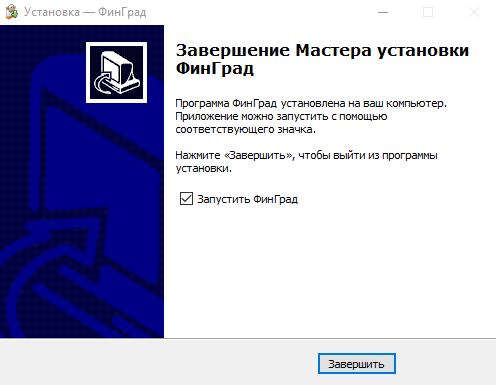 Установка — ФинГрад
Завершение Мастера установки
ФинГрад
Программа ФинГрад установлена на ваш компьютер.
Приложение можно запустить с помощью
соответствующего значка.
Нажмите «Завершить», чтобы выйти из программы
установки.
Запустить ФинГрад
Завершить